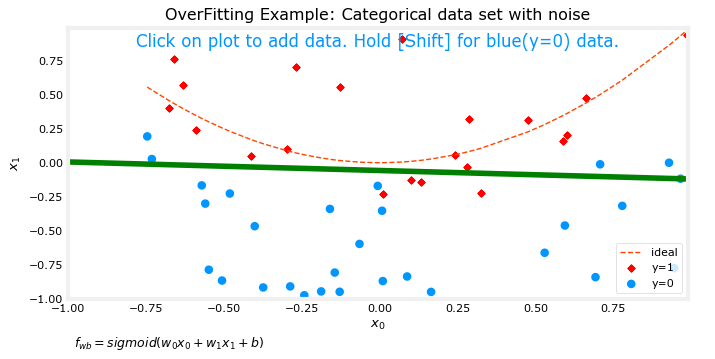 OverFitting Example: Categorical data set with noise
Click on plot to add data. Hold [Shift] for blue(y=0) data.
x₁
0.75
0.50
0.25
0.00
−0.25
−0.50
−0.75
−1.00
ideal
y=1
y=0
−1.00 −0.75 −0.50 −0.25 0.00 0.25 0.50 0.75
x₀
f_wb = sigmoid(w₀x₀ + w₁x₁ + b)